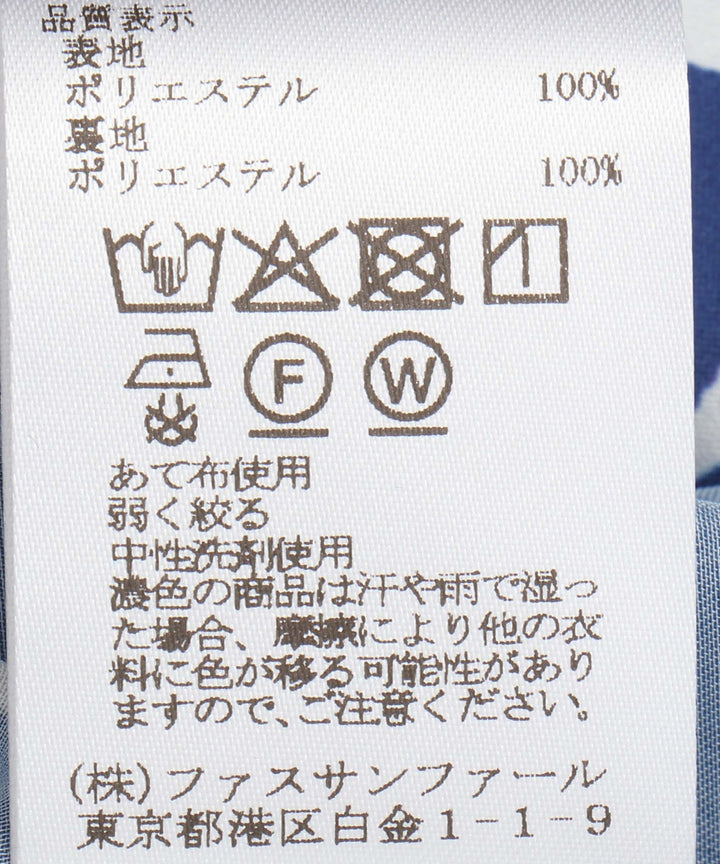 品質表示
表地
ポリエステル 100%
裏地
ポリエステル 100%
F W
あて布使用
弱く絞る
中性洗剤使用
濃色の商品は汗や雨で湿っ
た場合、摩擦により他の衣
料に色が移る可能性があり
ますので、ご注意ください。
(株)ファスサンファール
東京都港区白金1-1-9